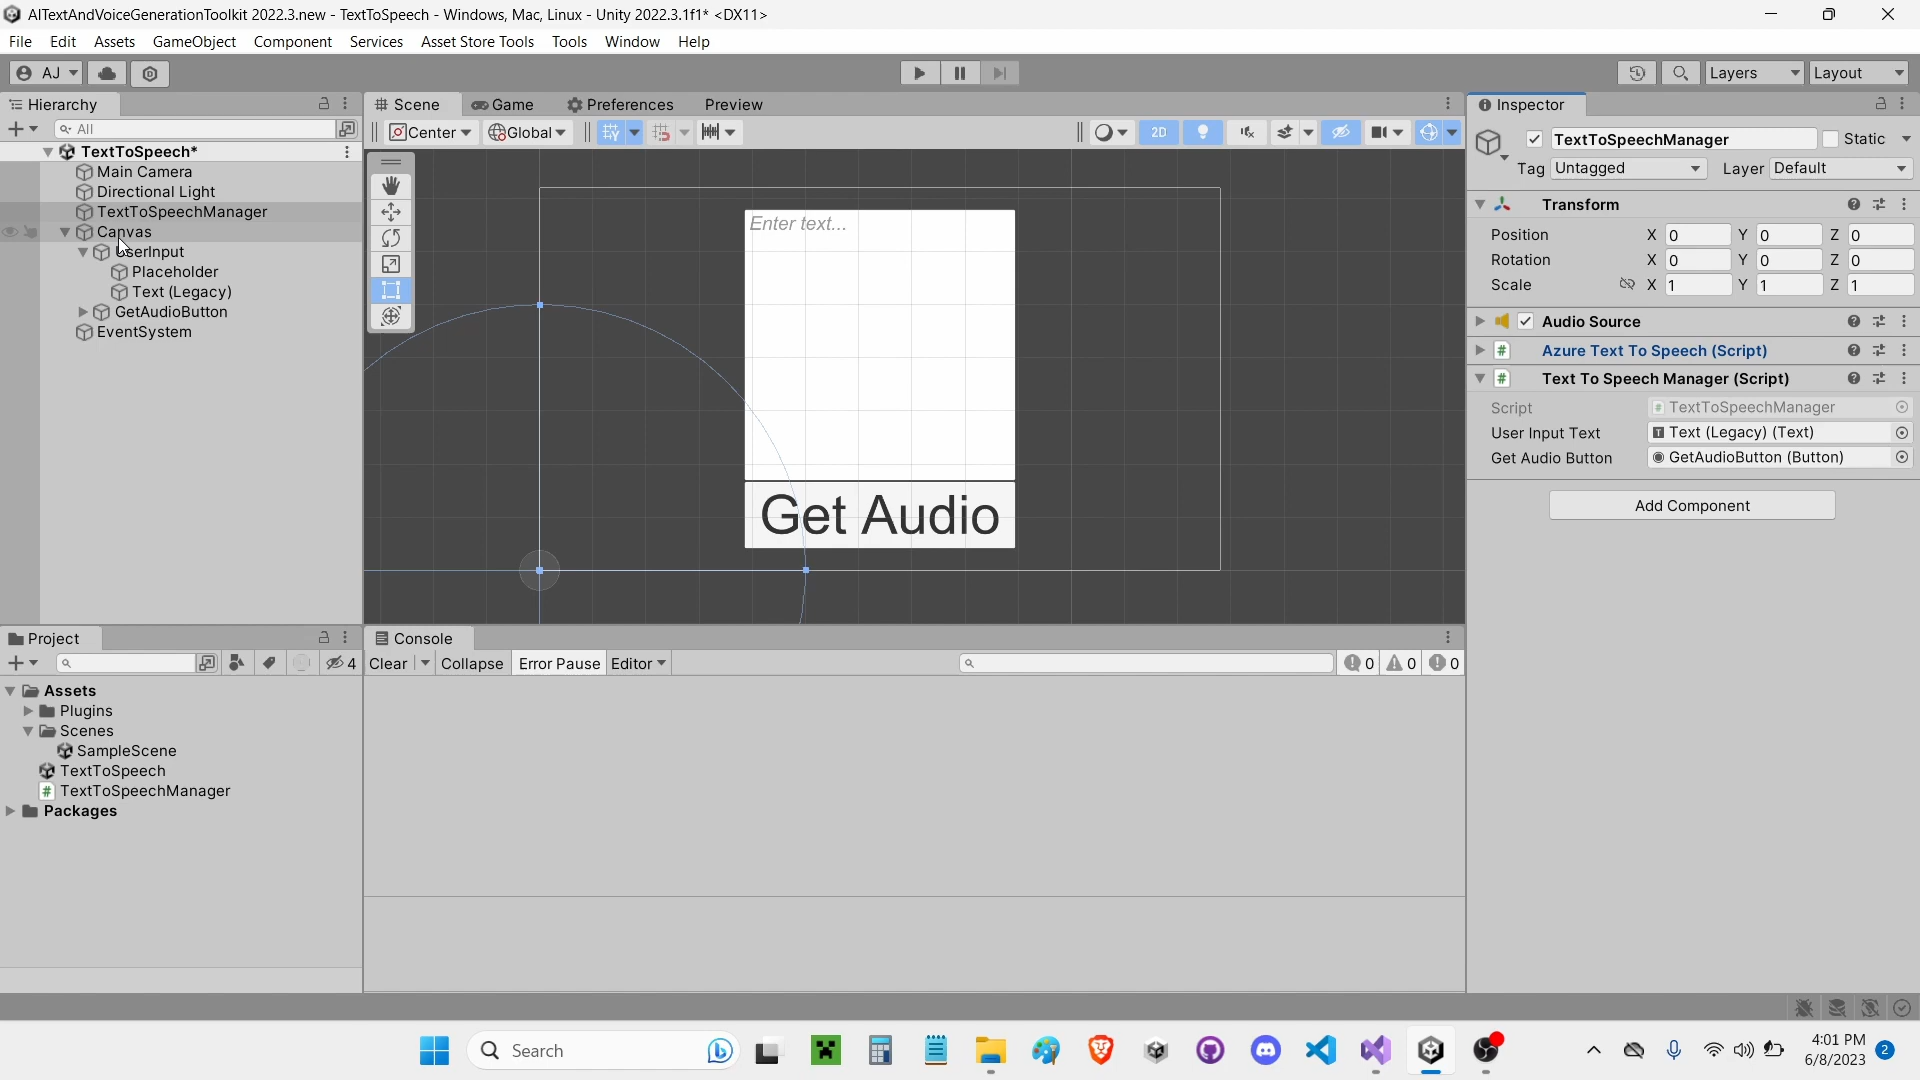 AITextAndVoiceGenerationToolkit 2022.3.new - TextToSpeech - Windows, Mac, Linux - Unity 2022.3.1f1* <DX11>
File Edit Assets GameObject Component Services Asset Store Tools Tools Window Help
AJ Layers Layout
Hierarchy Scene Game Preferences Preview Inspector
All Center Global 2D
TextToSpeechManager Static
Tag Untagged Layer Default
TextToSpeech*
Main Camera
Directional Light
TextToSpeechManager
Canvas
UserInput
Placeholder
Text (Legacy)
GetAudioButton
EventSystem
Enter text...
Get Audio
Transform
Position X 0 Y 0 Z 0
Rotation X 0 Y 0 Z 0
Scale X 1 Y 1 Z 1
Audio Source
Azure Text To Speech (Script)
Text To Speech Manager (Script)
Script TextToSpeechManager
User Input Text Text (Legacy) (Text)
Get Audio Button GetAudioButton (Button)
Add Component
Project Console
4 Clear Collapse Error Pause Editor 0 0 0
Assets
Plugins
Scenes
SampleScene
TextToSpeech
TextToSpeechManager
Packages
Search
4:01 PM
6/8/2023 2